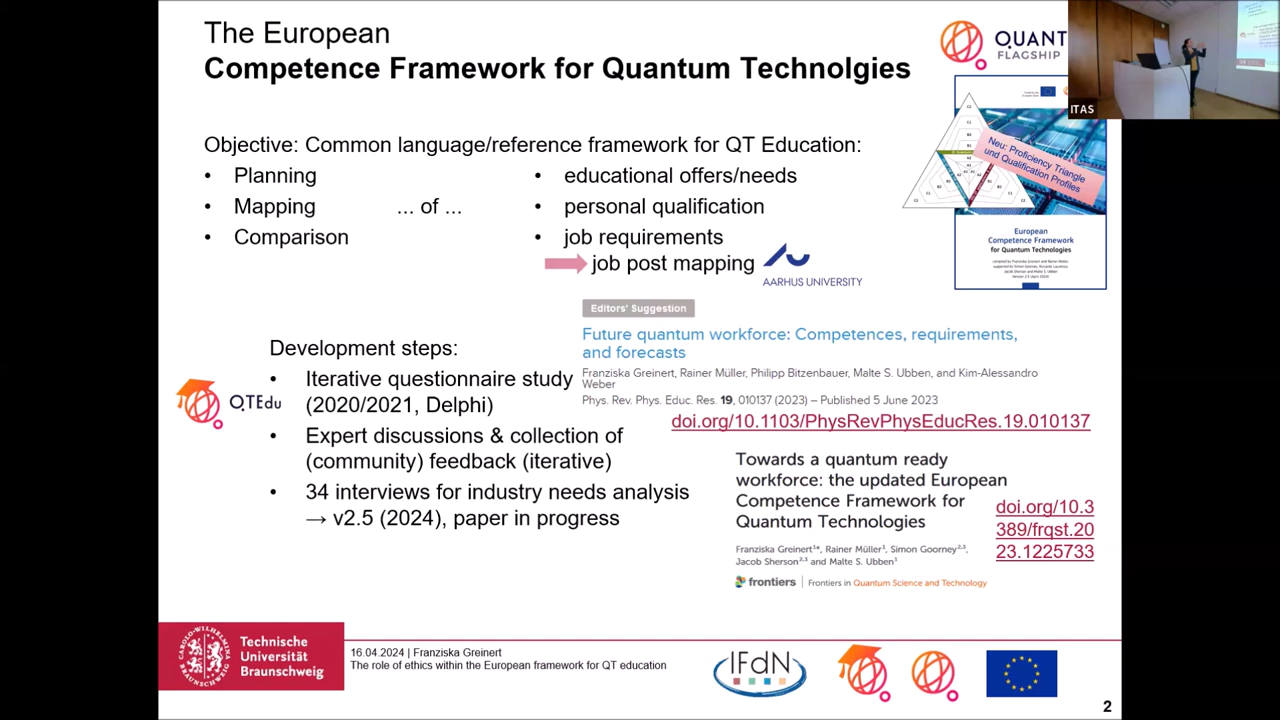 The European
Competence Framework for Quantum Technolgies
QUANT
FLAGSHIP
ITAS
Objective: Common language/reference framework for QT Education:
• Planning
• Mapping ... of ...
• Comparison
• educational offers/needs
• personal qualification
• job requirements
job post mapping
AARHUS UNIVERSITY
Neu: Proficiency Triangle
und Qualification Profiles
European
Competence Framework
for Quantum Technologies
Editors' Suggestion
Future quantum workforce: Competences, requirements,
and forecasts
Franziska Greinert, Rainer Müller, Philipp Bitzenbauer, Malte S. Ubben, and Kim-Alessandro
Weber
Phys. Rev. Phys. Educ. Res. 19, 010137 (2023) – Published 5 June 2023
doi.org/10.1103/PhysRevPhysEducRes.19.010137
Development steps:
QTEdu
• Iterative questionnaire study
(2020/2021, Delphi)
• Expert discussions & collection of
(community) feedback (iterative)
• 34 interviews for industry needs analysis
→ v2.5 (2024), paper in progress
Towards a quantum ready
workforce: the updated European
Competence Framework for
Quantum Technologies
Franziska Greinert¹*, Rainer Müller¹, Simon Goorney²,³,
Jacob Sherson²,³ and Malte S. Ubben¹
frontiers | Frontiers in Quantum Science and Technology
doi.org/10.3
389/frqst.20
23.1225733
Technische
Universität
Braunschweig
16.04.2024 | Franziska Greinert
The role of ethics within the European framework for QT education
IFdN
2